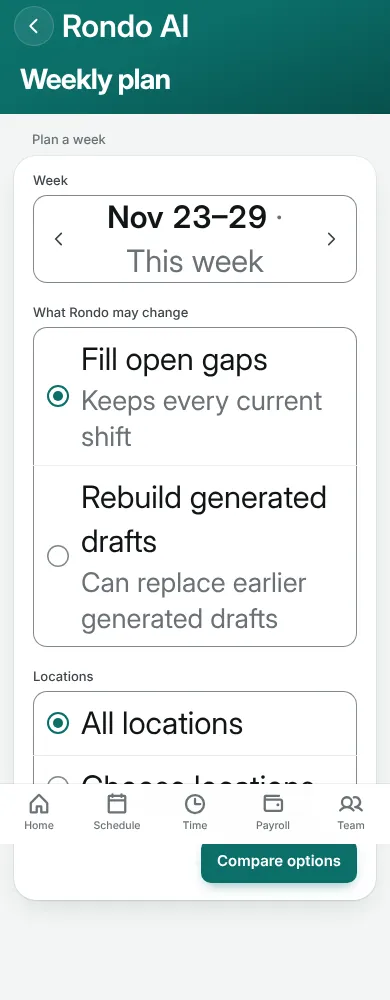 Rondo AI
Weekly plan
Plan a week
Week
Nov 23–29 ·
This week
What Rondo may change
Fill open gaps
Keeps every current
shift
Rebuild generated
drafts
Can replace earlier
generated drafts
Locations
All locations
Choose locations
Home
Schedule
Time
Payroll
Team
Compare options